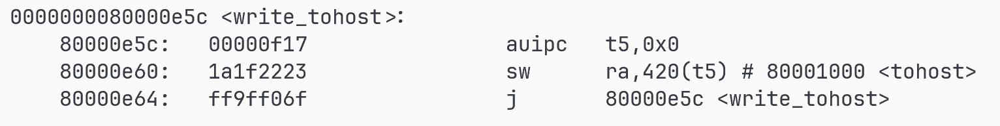 0000000080000e5c <write_tohost>:
    80000e5c:   00000f17               auipc   t5,0x0
    80000e60:   1a1f2223               sw      ra,420(t5) # 80001000 <tohost>
    80000e64:   ff9ff06f               j       80000e5c <write_tohost>